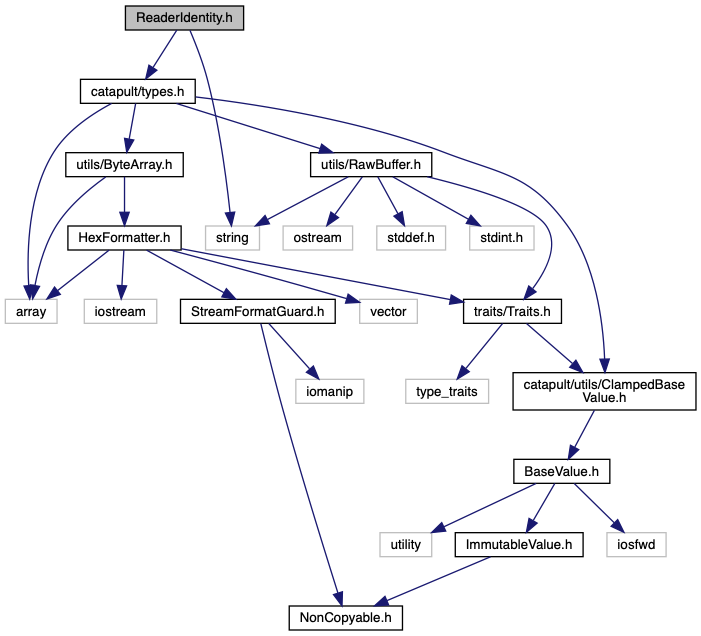 ReaderIdentity.h
catapult/types.h
utils/ByteArray.h
utils/RawBuffer.h
HexFormatter.h
string
ostream
stddef.h
stdint.h
array
iostream
StreamFormatGuard.h
vector
traits/Traits.h
iomanip
type_traits
catapult/utils/ClampedBase
Value.h
BaseValue.h
utility
ImmutableValue.h
iosfwd
NonCopyable.h